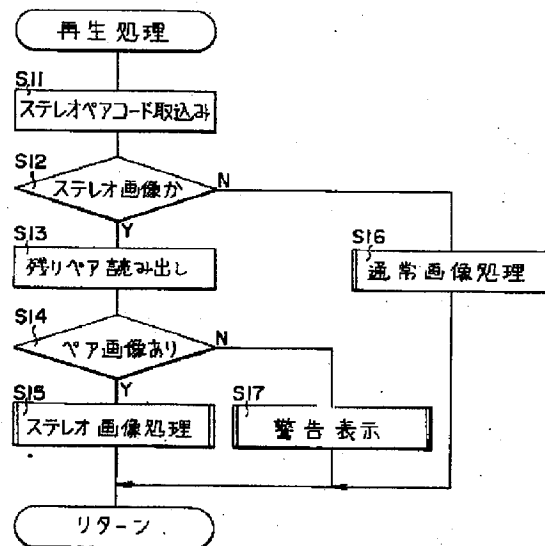 再生処理
S11
ステレオペアコード取込み
S12
ステレオ画像か
N
Y
S13
残りペア読み出し
S16
通常画像処理
S14
ペア画像あり
N
Y
S15
ステレオ画像処理
S17
警告表示
リターン